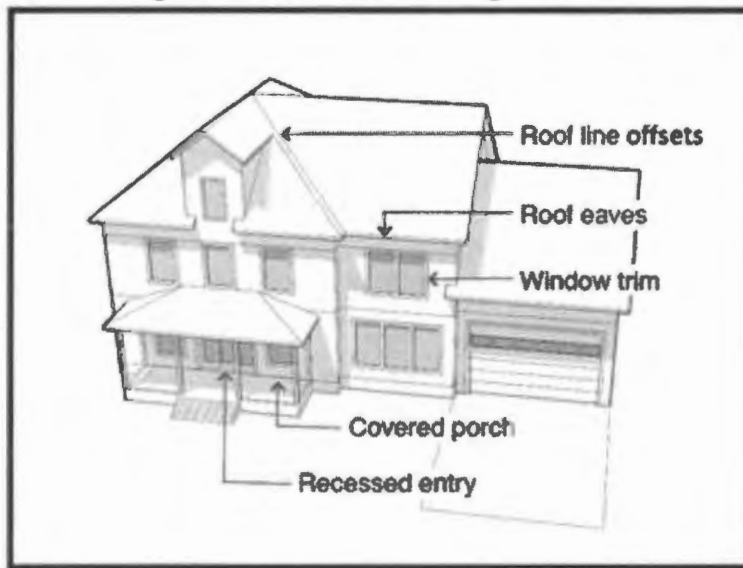 Roof line offsets
Roof eaves
Window trim
Covered porch
Recessed entry